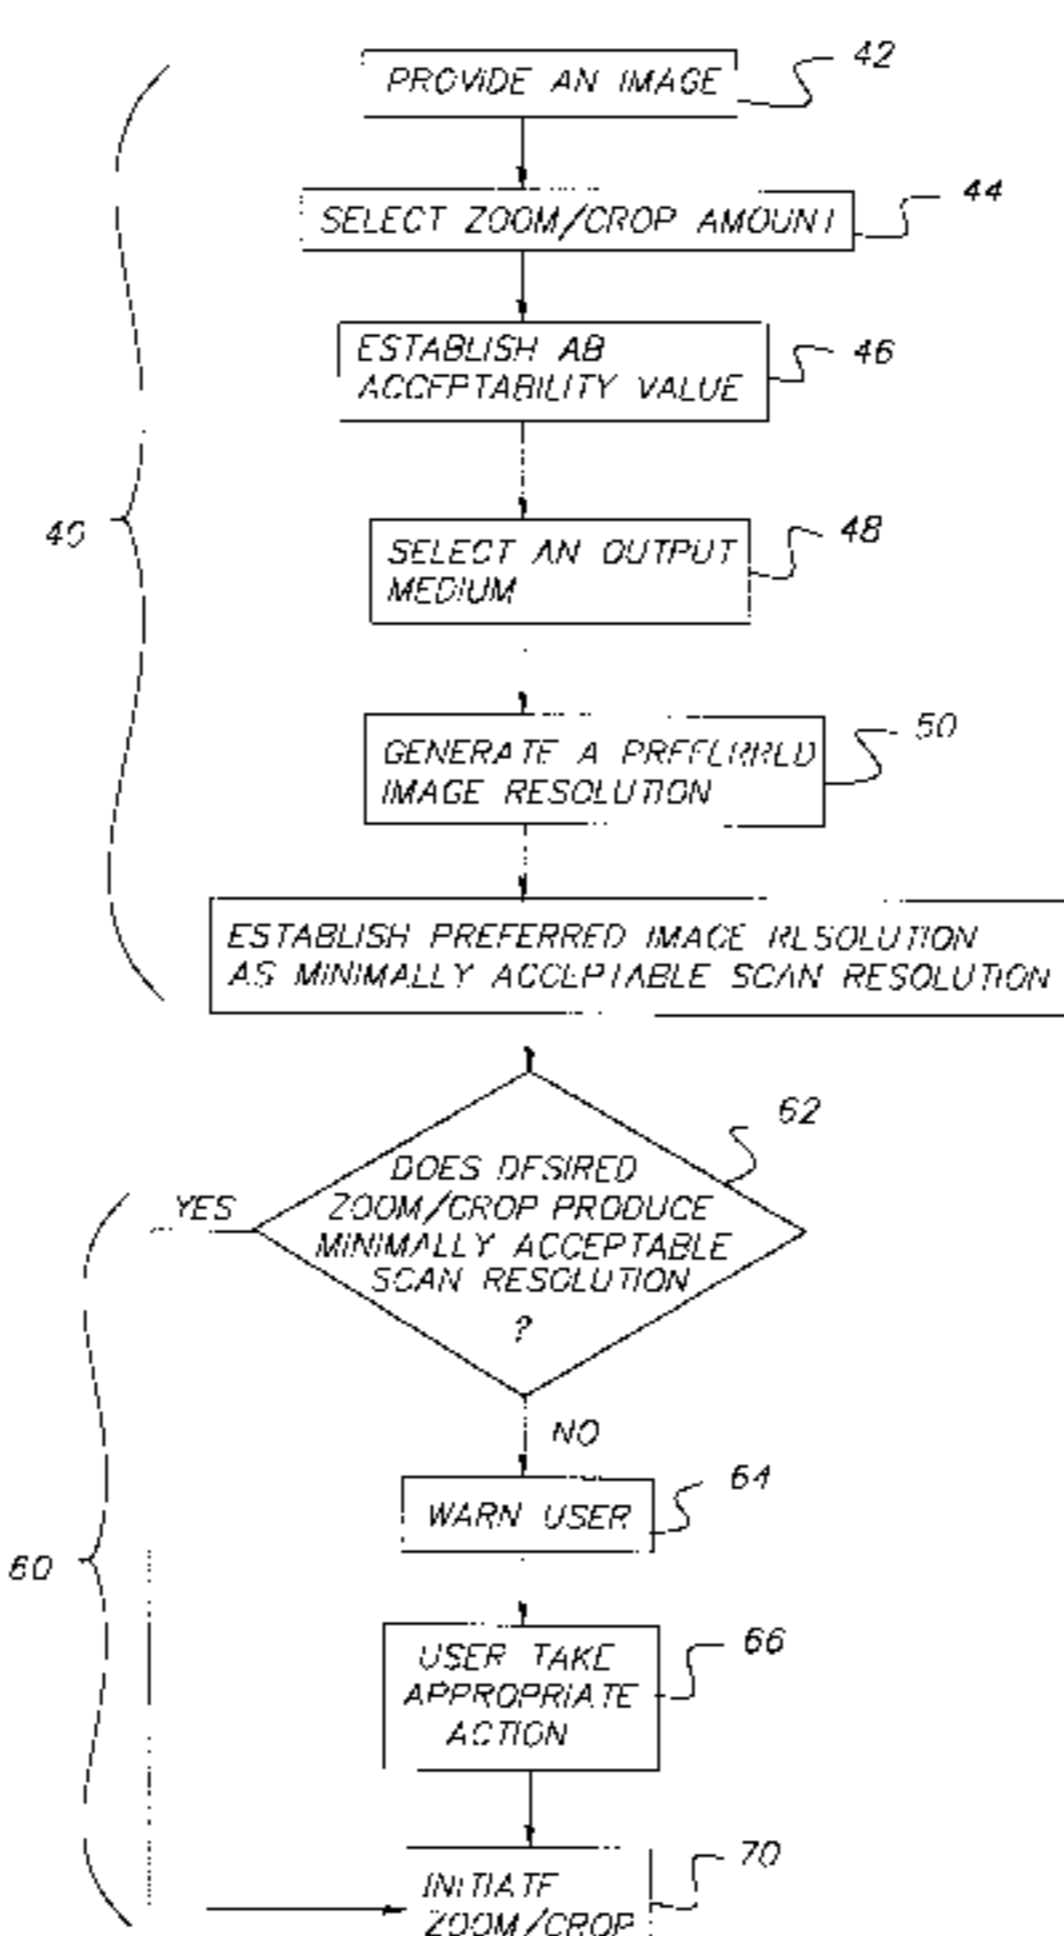 PROVIDE AN IMAGE
42
SELECT ZOOM/CROP AMOUNT
44
ESTABLISH AB
ACCEPTABILITY VALUE
46
40
SELECT AN OUTPUT
MEDIUM
48
GENERATE A PREFERRED
IMAGE RESOLUTION
50
ESTABLISH PREFERRED IMAGE RESOLUTION
AS MINIMALLY ACCEPTABLE SCAN RESOLUTION
62
YES
DOES DESIRED
ZOOM/CROP PRODUCE
MINIMALLY ACCEPTABLE
SCAN RESOLUTION
?
NO
WARN USER
64
60
USER TAKE
APPROPRIATE
ACTION
66
INITIATE
ZOOM/CROP
70